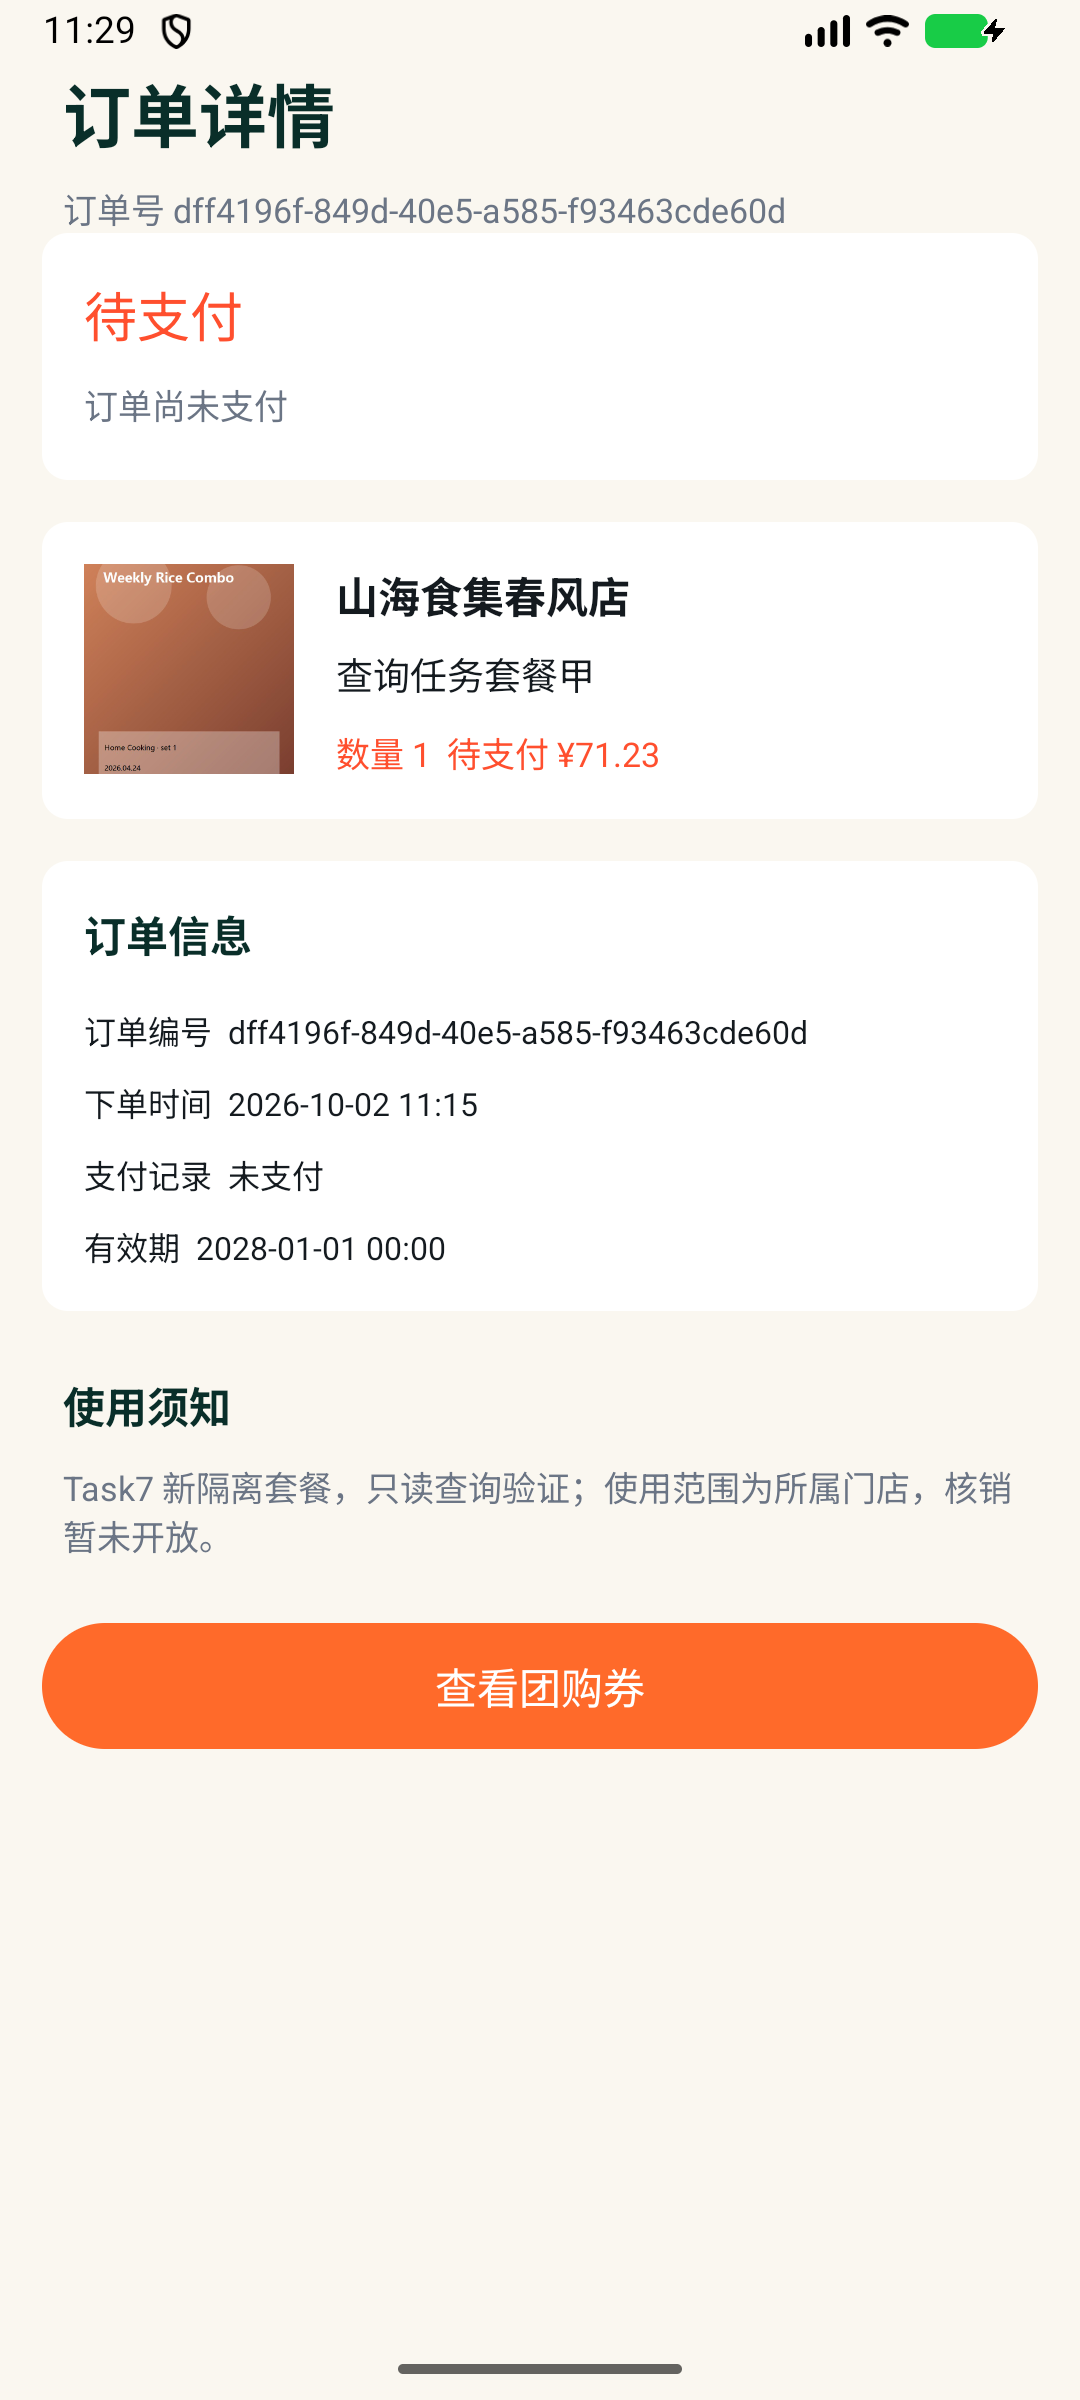 11:29
订单详情
订单号 dff4196f-849d-40e5-a585-f93463cde60d
待支付
订单尚未支付
Weekly Rice Combo
Home Cooking · set 1
2026.04.24
山海食集春风店
查询任务套餐甲
数量 1 待支付 ¥71.23
订单信息
订单编号 dff4196f-849d-40e5-a585-f93463cde60d
下单时间 2026-10-02 11:15
支付记录 未支付
有效期 2028-01-01 00:00
使用须知
Task7 新隔离套餐，只读查询验证；使用范围为所属门店，核销
暂未开放。
查看团购券